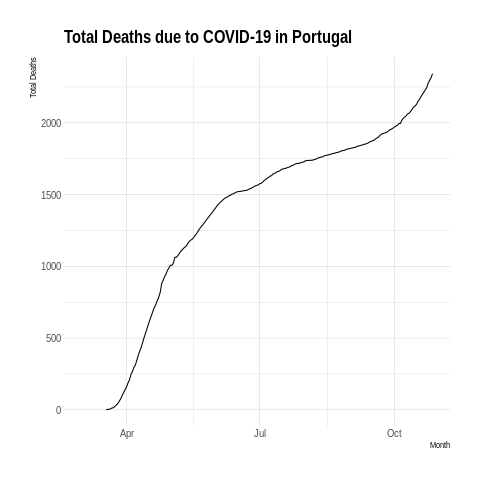 Total Deaths due to COVID-19 in Portugal
Total Deaths
2000
1500
1000
500
0
Apr
Jul
Oct
Month